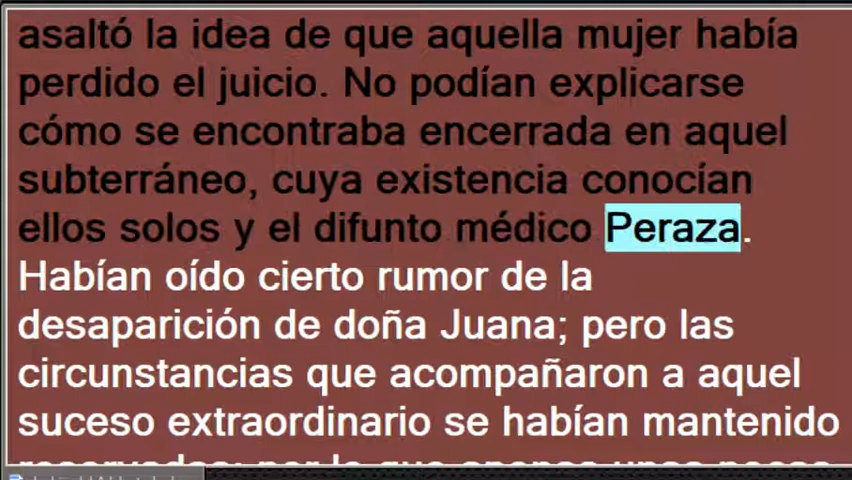 asaltó la idea de que aquella mujer había
perdido el juicio. No podían explicarse
cómo se encontraba encerrada en aquel
subterráneo, cuya existencia conocían
ellos solos y el difunto médico Peraza.
Habían oído cierto rumor de la
desaparición de doña Juana; pero las
circunstancias que acompañaron a aquel
suceso extraordinario se habían mantenido